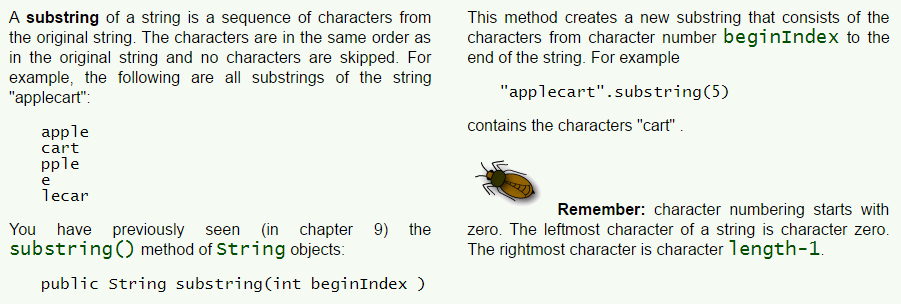 A substring of a string is a sequence of characters from
the original string. The characters are in the same order as
in the original string and no characters are skipped. For
example, the following are all substrings of the string
"applecart":
apple
cart
pple
e
lecar
You have previously seen (in chapter 9) the
substring() method of String objects:
public String substring(int beginIndex )
This method creates a new substring that consists of the
characters from character number beginIndex to the
end of the string. For example
"applecart".substring(5)
contains the characters "cart" .
Remember: character numbering starts with
zero. The leftmost character of a string is character zero.
The rightmost character is character length-1.